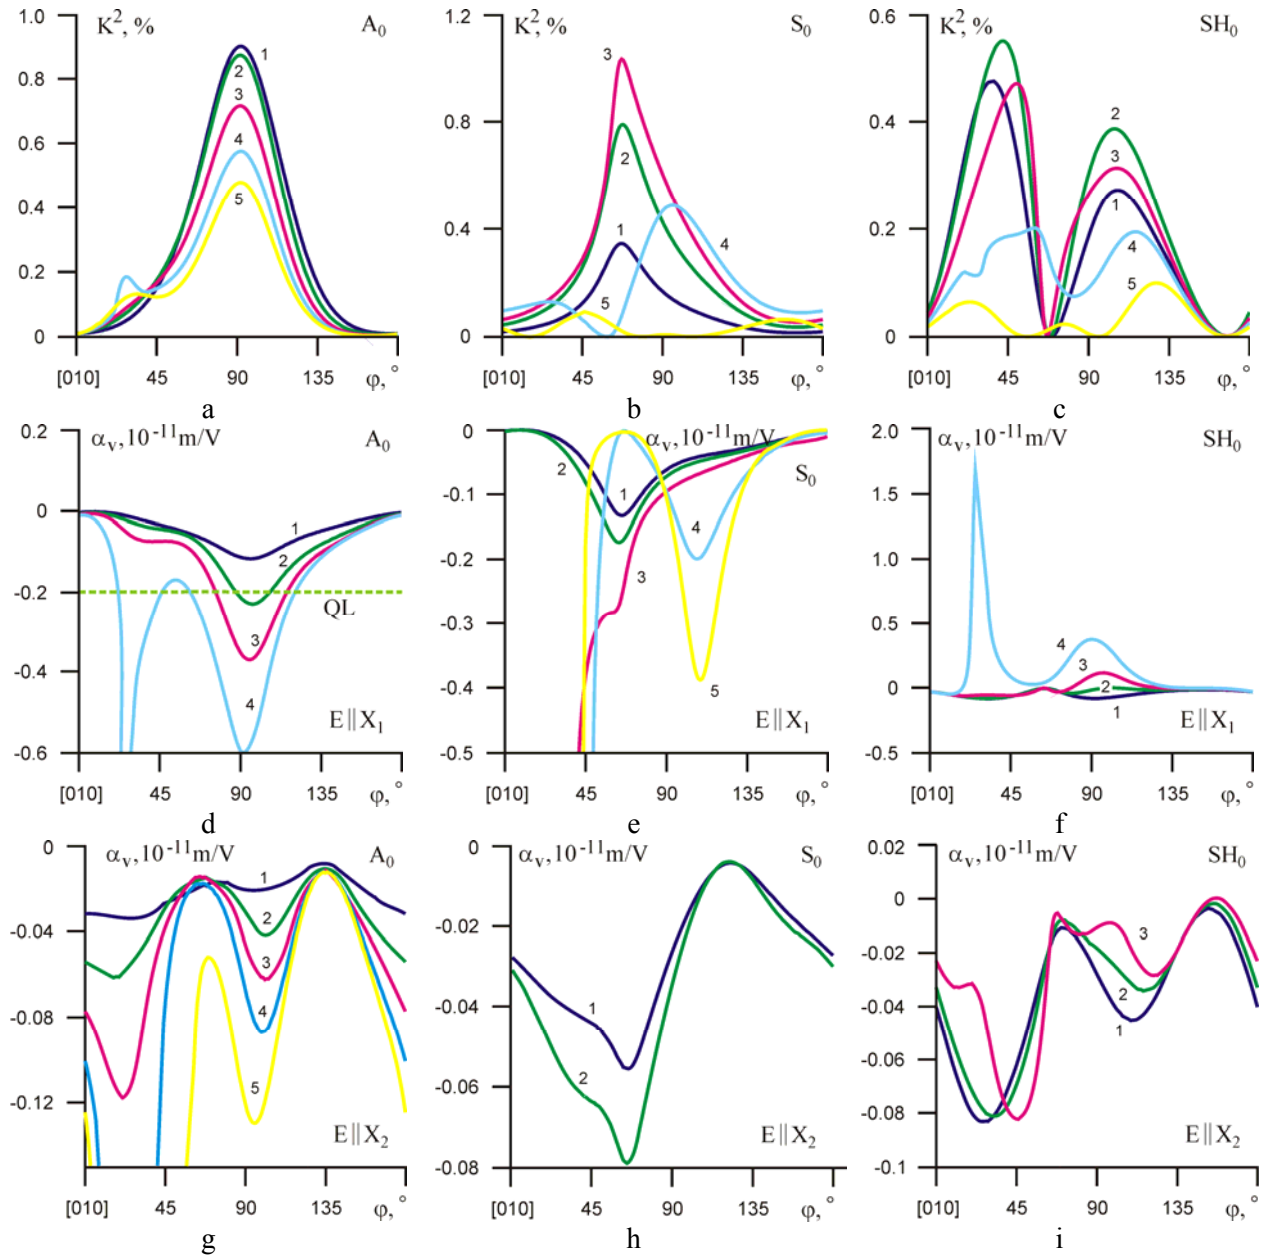 K², % A₀
1.0
0.8
0.6
0.4
0.2
0
1
2
3
4
5
[010] 45 90 135 φ, °
a
K², % S₀
1.2
0.8
0.4
0
3
2
1
4
5
[010] 45 90 135 φ, °
b
K², % SH₀
0.6
0.4
0.2
0
2
3
1
4
5
[010] 45 90 135 φ, °
c
αᵥ,10⁻¹¹m/V A₀
0.2
0
-0.2
-0.4
-0.6
1
2
QL
3
4
E||X₁
[010] 45 90 135 φ, °
d
αᵥ,10⁻¹¹m/V
S₀
0
-0.1
-0.2
-0.3
-0.4
-0.5
2
1
4
3
5
E||X₁
[010] 45 90 135 φ, °
e
αᵥ,10⁻¹¹m/V SH₀
2.0
1.5
1.0
0.5
0
-0.5
4
3
2
1
E||X₁
[010] 45 90 135 φ, °
f
αᵥ,10⁻¹¹m/V A₀
0
-0.04
-0.08
-0.12
1
2
3
4
5
E||X₂
[010] 45 90 135 φ, °
g
αᵥ,10⁻¹¹m/V S₀
0
-0.02
-0.04
-0.06
-0.08
1
2
E||X₂
[010] 45 90 135 φ, °
h
αᵥ,10⁻¹¹m/V SH₀
0.02
0
-0.02
-0.04
-0.06
-0.08
-0.1
3
2
1
E||X₂
[010] 45 90 135 φ, °
i